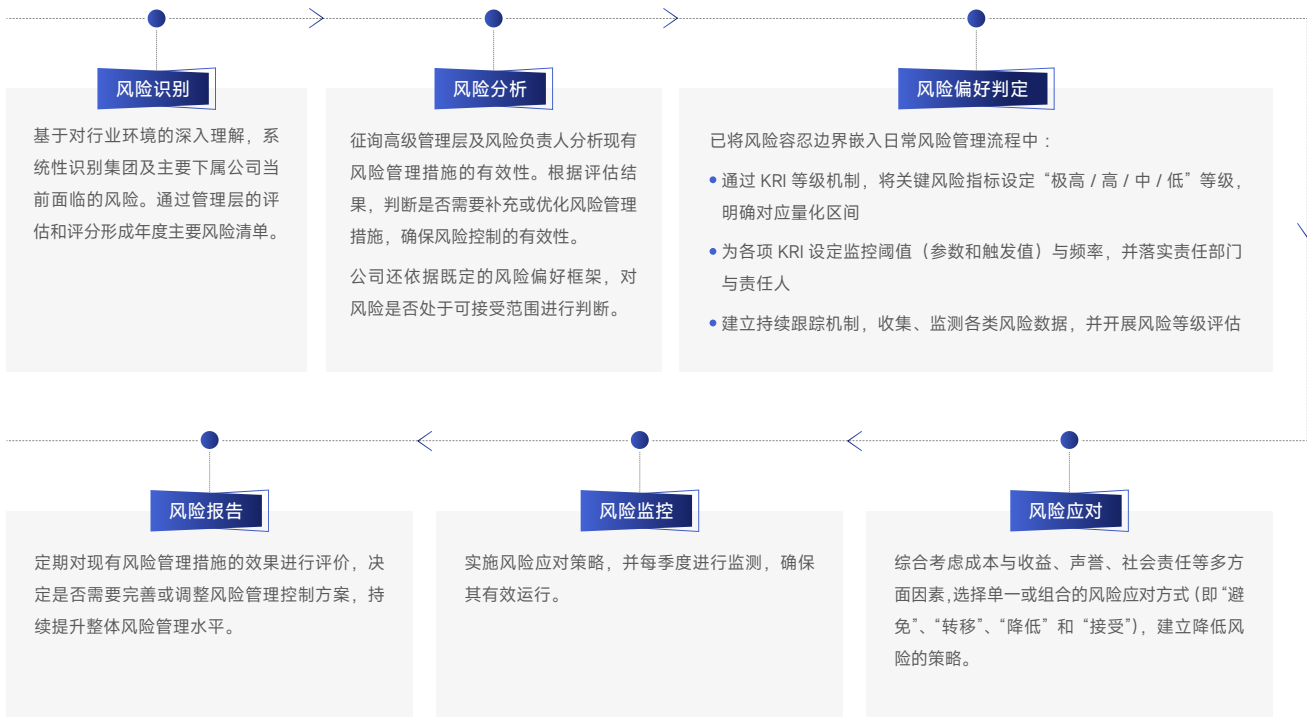 风险识别
基于对行业环境的深入理解，系
统性识别集团及主要下属公司当
前面临的风险。通过管理层的评
估和评分形成年度主要风险清单。
风险分析
征询高级管理层及风险负责人分析现有
风险管理措施的有效性。根据评估结
果，判断是否需要补充或优化风险管理
措施，确保风险控制的有效性。
公司还依据既定的风险偏好框架，对
风险是否处于可接受范围进行判断。
风险偏好判定
已将风险容忍边界嵌入日常风险管理流程中：
• 通过 KRI 等级机制，将关键风险指标设定“极高 / 高 / 中 / 低”等级，
明确对应量化区间
• 为各项 KRI 设定监控阈值（参数和触发值）与频率，并落实责任部门
与责任人
• 建立持续跟踪机制，收集、监测各类风险数据，并开展风险等级评估
风险应对
综合考虑成本与收益、声誉、社会责任等多方
面因素,选择单一或组合的风险应对方式（即“避
免”、“转移”、“降低” 和 “接受”），建立降低风
险的策略。
风险监控
实施风险应对策略，并每季度进行监测，确保
其有效运行。
风险报告
定期对现有风险管理措施的效果进行评价，决
定是否需要完善或调整风险管理控制方案，持
续提升整体风险管理水平。